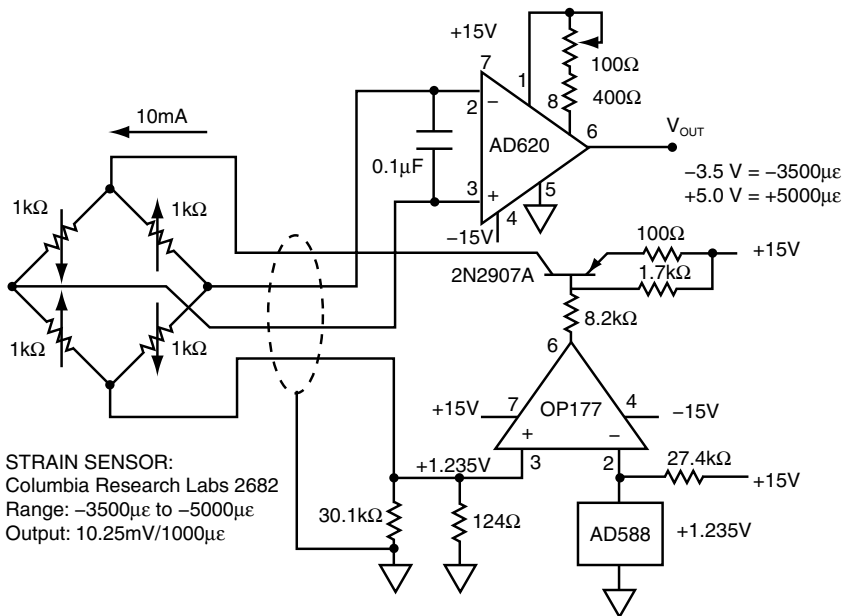 +15V
7
1
100Ω
8
400Ω
10mA
2
−
6
VOUT
AD620
0.1µF
−3.5 V = −3500µε
+5.0 V = +5000µε
3
+
5
4
−15V
1kΩ
1kΩ
100Ω
+15V
2N2907A
1.7kΩ
8.2kΩ
1kΩ
1kΩ
6
+15V
7
OP177
4
−15V
+
−
STRAIN SENSOR:
+1.235V
3
2
27.4kΩ
+15V
Columbia Research Labs 2682
Range: −3500µε to −5000µε
Output: 10.25mV/1000µε
30.1kΩ
124Ω
AD588
+1.235V